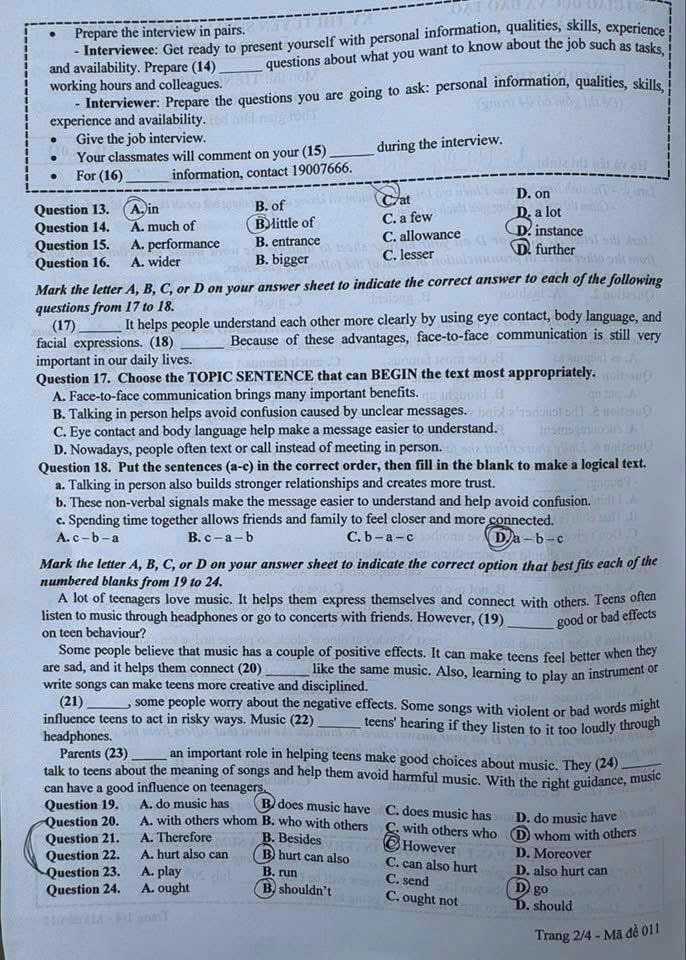 • Prepare the interview in pairs.
- Interviewee: Get ready to present yourself with personal information, qualities, skills, experience
and availability. Prepare (14) ______ questions about what you want to know about the job such as tasks,
working hours and colleagues.
- Interviewer: Prepare the questions you are going to ask: personal information, qualities, skills,
experience and availability.
• Give the job interview.
• Your classmates will comment on your (15) ______ during the interview.
• For (16) ______ information, contact 19007666.
Question 13. A. in B. of C. at D. on
Question 14. A. much of B. little of C. a few D. a lot
Question 15. A. performance B. entrance C. allowance D. instance
Question 16. A. wider B. bigger C. lesser D. further
Mark the letter A, B, C, or D on your answer sheet to indicate the correct answer to each of the following
questions from 17 to 18.
(17) ______ It helps people understand each other more clearly by using eye contact, body language, and
facial expressions. (18) ______ Because of these advantages, face-to-face communication is still very
important in our daily lives.
Question 17. Choose the TOPIC SENTENCE that can BEGIN the text most appropriately.
A. Face-to-face communication brings many important benefits.
B. Talking in person helps avoid confusion caused by unclear messages.
C. Eye contact and body language help make a message easier to understand.
D. Nowadays, people often text or call instead of meeting in person.
Question 18. Put the sentences (a-c) in the correct order, then fill in the blank to make a logical text.
a. Talking in person also builds stronger relationships and creates more trust.
b. These non-verbal signals make the message easier to understand and help avoid confusion.
c. Spending time together allows friends and family to feel closer and more connected.
A. c – b – a B. c – a – b C. b – a – c D. a – b – c
Mark the letter A, B, C, or D on your answer sheet to indicate the correct option that best fits each of the
numbered blanks from 19 to 24.
A lot of teenagers love music. It helps them express themselves and connect with others. Teens often
listen to music through headphones or go to concerts with friends. However, (19) ______ good or bad effects
on teen behaviour?
Some people believe that music has a couple of positive effects. It can make teens feel better when they
are sad, and it helps them connect (20) ______ like the same music. Also, learning to play an instrument or
write songs can make teens more creative and disciplined.
(21) ______, some people worry about the negative effects. Some songs with violent or bad words might
influence teens to act in risky ways. Music (22) ______ teens' hearing if they listen to it too loudly through
headphones.
Parents (23) ______ an important role in helping teens make good choices about music. They (24) ______
talk to teens about the meaning of songs and help them avoid harmful music. With the right guidance, music
can have a good influence on teenagers.
Question 19. A. do music has B. does music have C. does music has D. do music have
Question 20. A. with others whom B. who with others C. with others who D. whom with others
Question 21. A. Therefore B. Besides C. However D. Moreover
Question 22. A. hurt also can B. hurt can also C. can also hurt D. also hurt can
Question 23. A. play B. run C. send D. go
Question 24. A. ought B. shouldn't C. ought not D. should
Trang 2/4 - Mã đề 011